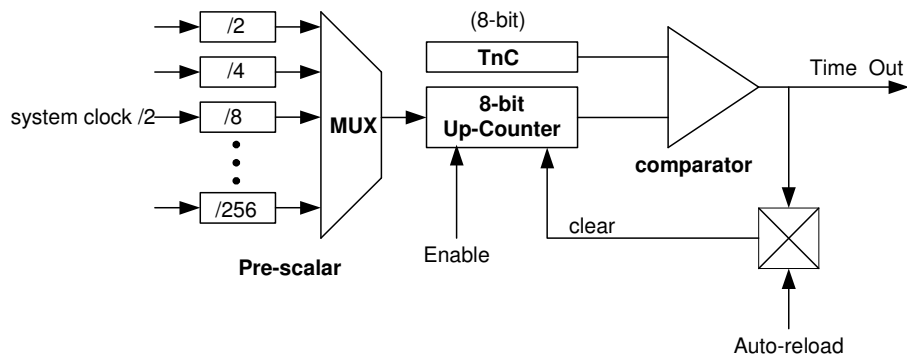 /2
(8-bit)
TnC
/4
Time Out
system clock /2
/8
MUX
8-bit
Up-Counter
comparator
/256
clear
Enable
Pre-scalar
Auto-reload